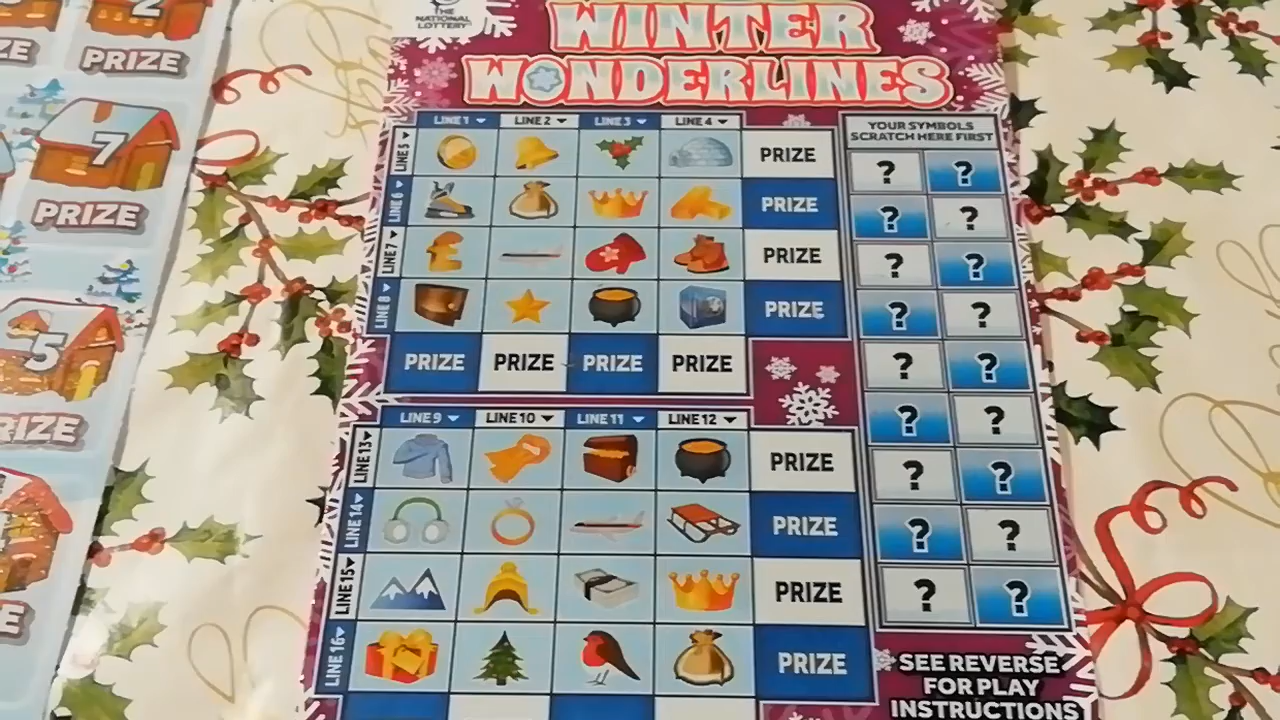 2
ZE
PRIZE
7
PRIZE
5
RIZE
E
THE
NATIONAL
LOTTERY
WINTER
WONDERLINES
LINE 1 LINE 2 LINE 3 LINE 4
LINE 5
PRIZE
LINE 6
PRIZE
LINE 7
PRIZE
LINE 8
PRIZE
PRIZE PRIZE PRIZE PRIZE
LINE 9 LINE 10 LINE 11 LINE 12
LINE 13
PRIZE
LINE 14
PRIZE
LINE 15
PRIZE
LINE 16
PRIZE
YOUR SYMBOLS
SCRATCH HERE FIRST
? ?
? ?
? ?
? ?
? ?
? ?
? ?
? ?
? ?
SEE REVERSE
FOR PLAY
INSTRUCTIONS